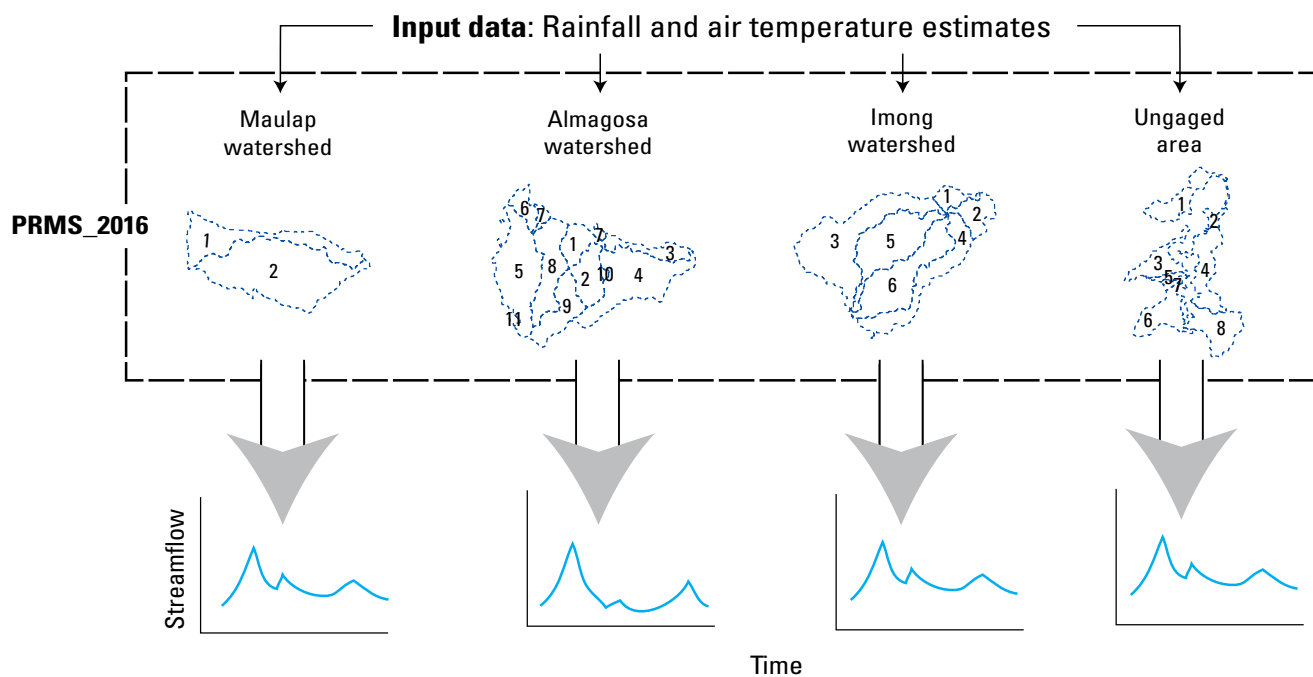 Input data: Rainfall and air temperature estimates
Maulap
watershed
Almagosa
watershed
Imong
watershed
Ungaged
area
PRMS_2016
1
2
6
7
1
7
3
5
8
2
10
4
9
11
1
2
3
5
4
6
1
2
3
5
7
4
6
8
Streamflow
Time